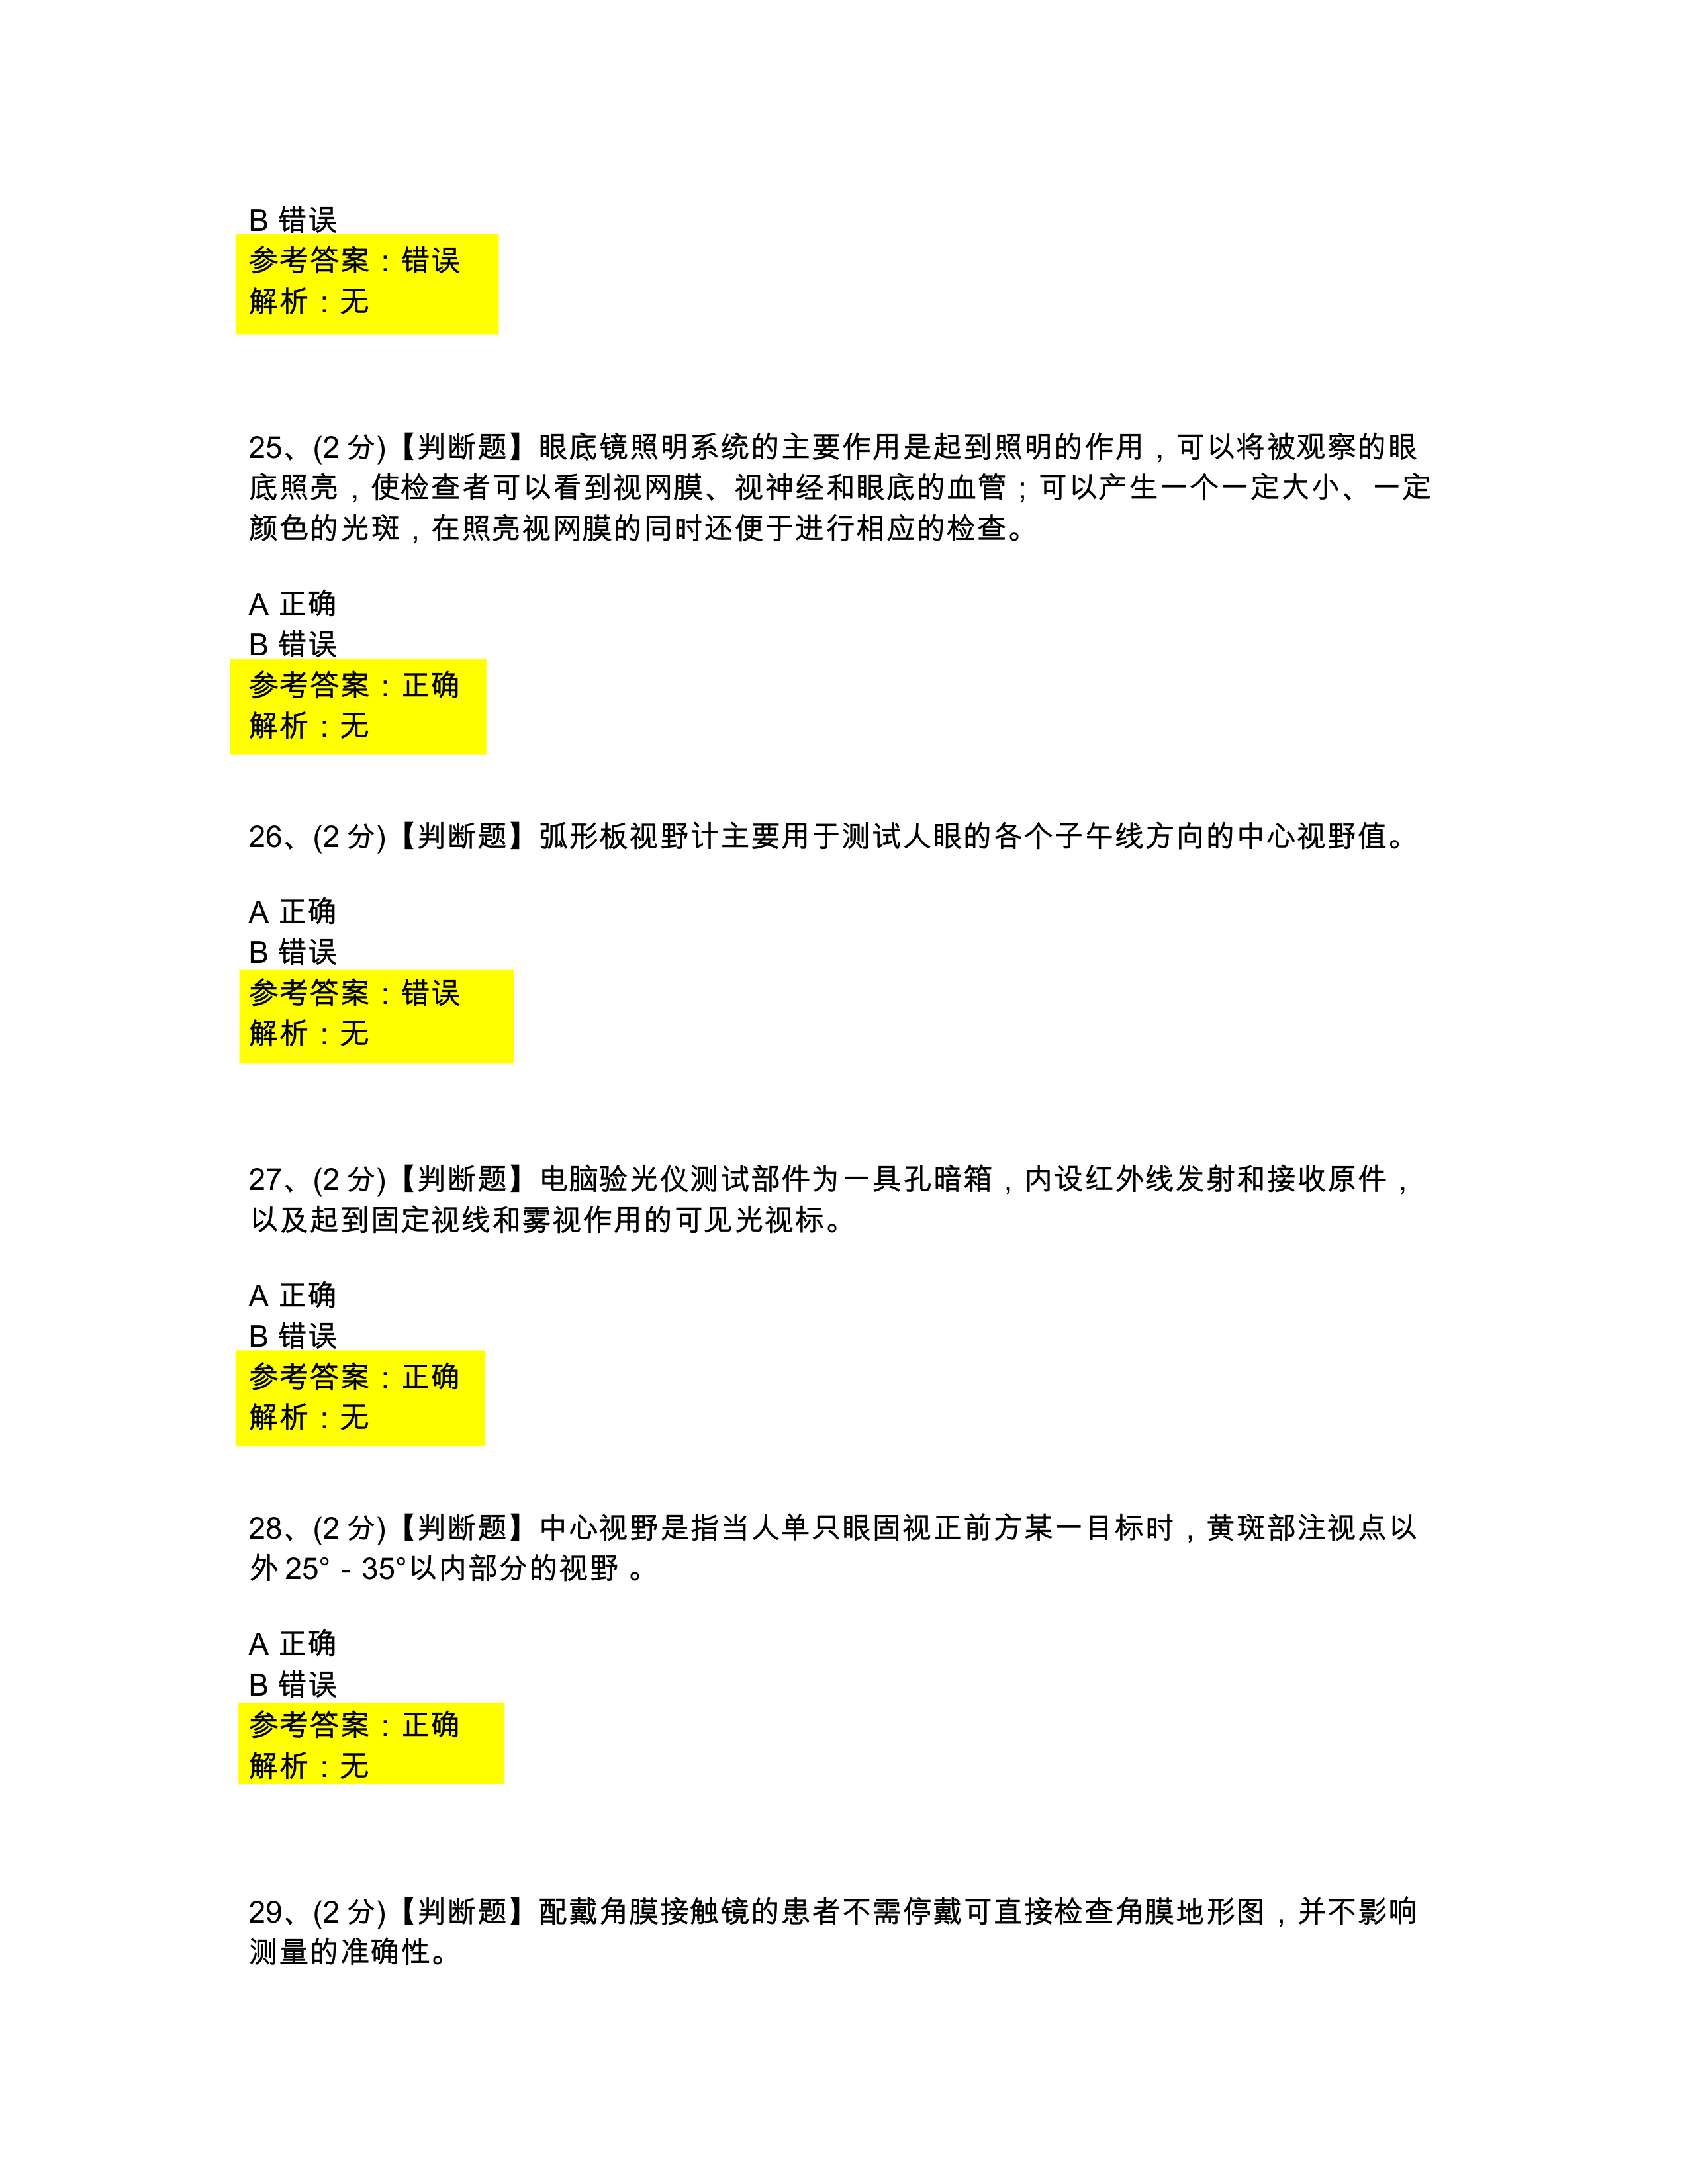 B 错误
参考答案：错误
解析：无
25、(2 分)【判断题】眼底镜照明系统的主要作用是起到照明的作用，可以将被观察的眼
底照亮，使检查者可以看到视网膜、视神经和眼底的血管；可以产生一个一定大小、一定
颜色的光斑，在照亮视网膜的同时还便于进行相应的检查。
A 正确
B 错误
参考答案：正确
解析：无
26、(2 分)【判断题】弧形板视野计主要用于测试人眼的各个子午线方向的中心视野值。
A 正确
B 错误
参考答案：错误
解析：无
27、(2 分)【判断题】电脑验光仪测试部件为一具孔暗箱，内设红外线发射和接收原件，
以及起到固定视线和雾视作用的可见光视标。
A 正确
B 错误
参考答案：正确
解析：无
28、(2 分)【判断题】中心视野是指当人单只眼固视正前方某一目标时，黄斑部注视点以
外 25° - 35°以内部分的视野 。
A 正确
B 错误
参考答案：正确
解析：无
29、(2 分)【判断题】配戴角膜接触镜的患者不需停戴可直接检查角膜地形图，并不影响
测量的准确性。